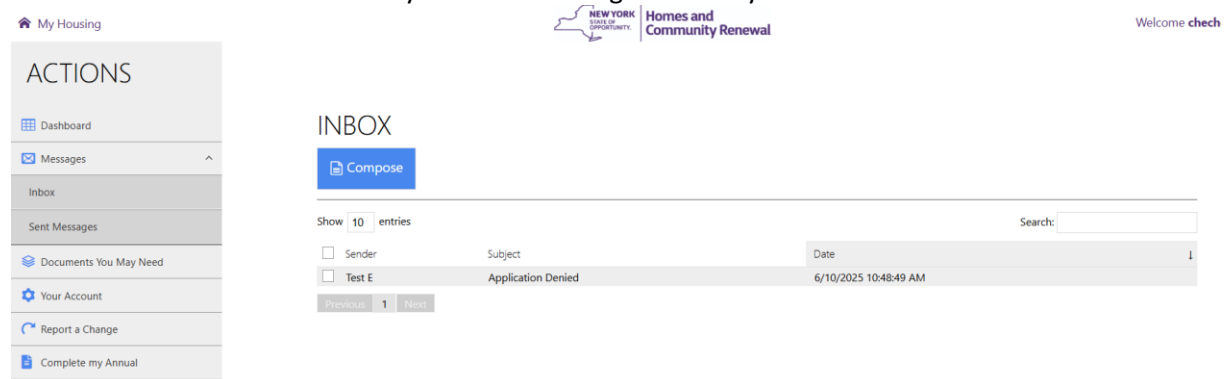 My Housing
NEW YORK
STATE OF
OPPORTUNITY.
Homes and
Community Renewal
Welcome chech
ACTIONS
Dashboard
Messages
Inbox
Sent Messages
Documents You May Need
Your Account
Report a Change
Complete my Annual
INBOX
Compose
Show 10 entries
Search:
Sender Subject Date
Test E Application Denied 6/10/2025 10:48:49 AM
Previous 1 Next